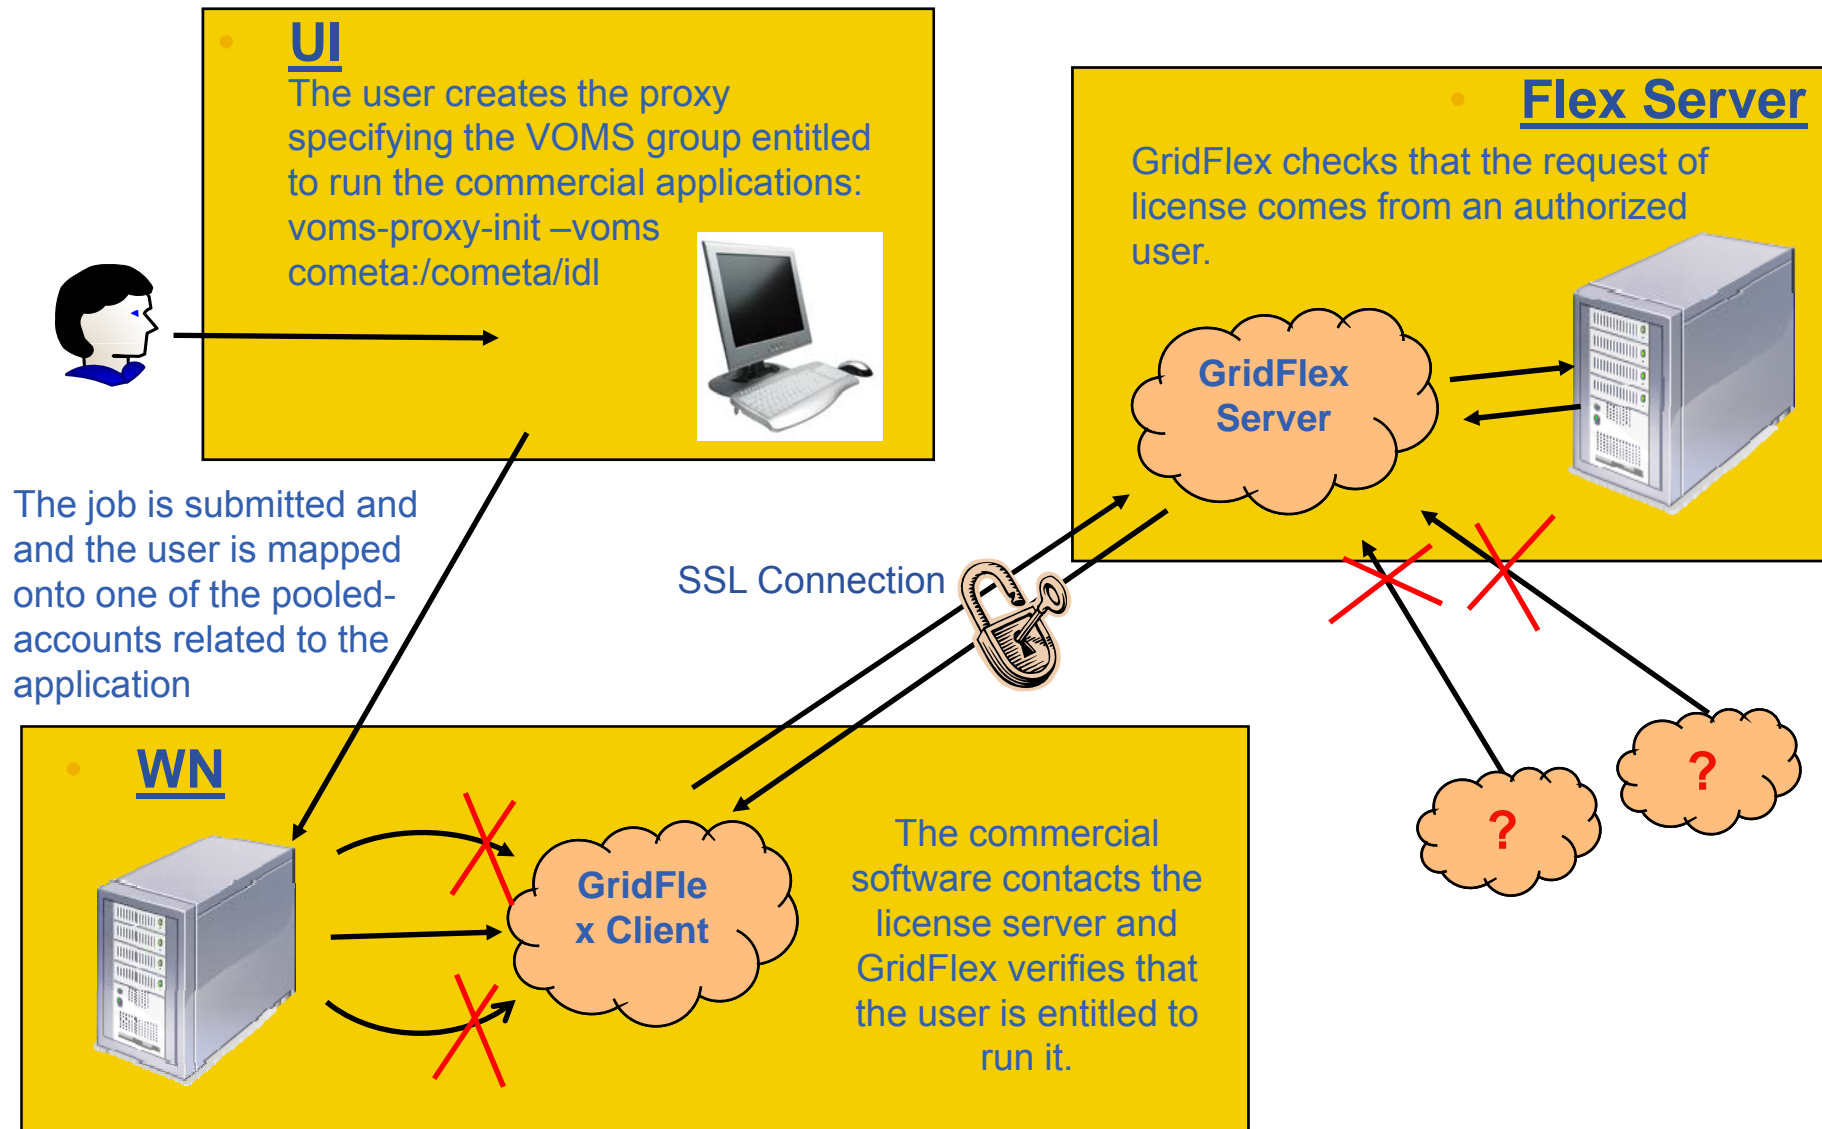 UI
The user creates the proxy
specifying the VOMS group entitled
to run the commercial applications:
voms-proxy-init –voms
cometa:/cometa/idl
Flex Server
GridFlex checks that the request of
license comes from an authorized
user.
GridFlex
Server
The job is submitted and
and the user is mapped
onto one of the pooled-
accounts related to the
application
SSL Connection
WN
GridFle
x Client
The commercial
software contacts the
license server and
GridFlex verifies that
the user is entitled to
run it.
?
?